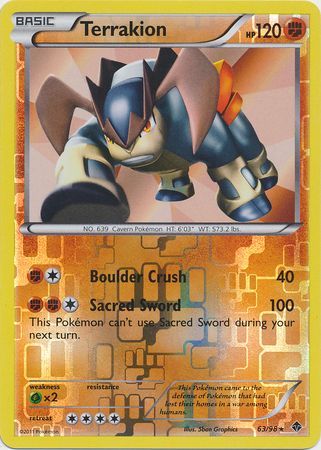 BASIC
Terrakion
HP120
NO. 639 Cavern Pokémon HT: 6'03" WT: 573.2 lbs.
Boulder Crush 40
Sacred Sword 100
This Pokémon can't use Sacred Sword during your
next turn.
weakness resistance
×2
retreat
This Pokémon came to the
defense of Pokémon that had
lost their homes in a war among
humans.
©2011 Pokémon
Illus. 5ban Graphics
63/98★